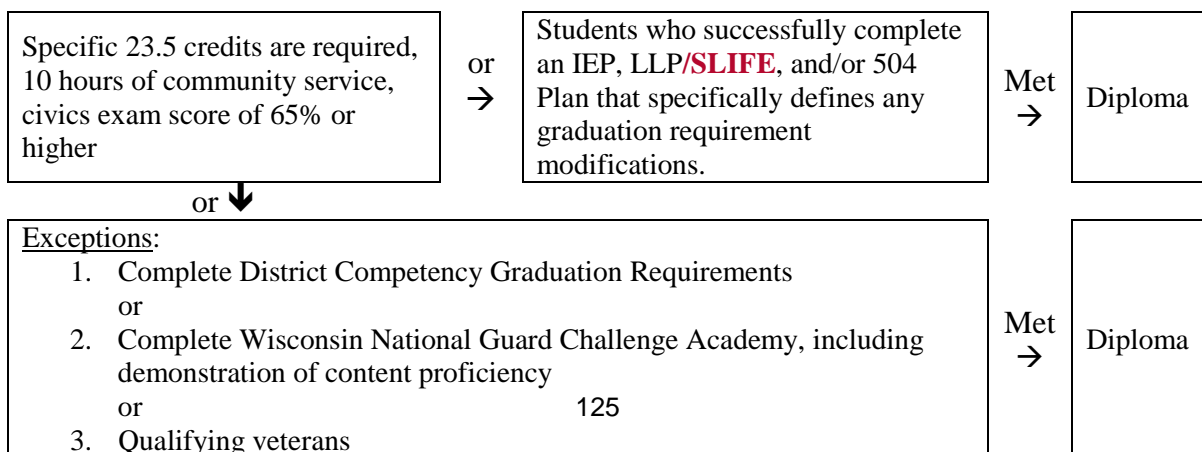 Specific 23.5 credits are required,
10 hours of community service,
civics exam score of 65% or
higher
or
→
Students who successfully complete
an IEP, LLP/SLIFE, and/or 504
Plan that specifically defines any
graduation requirement
modifications.
Met
→
Diploma
or 🡻
Exceptions:
1. Complete District Competency Graduation Requirements
or
2. Complete Wisconsin National Guard Challenge Academy, including
demonstration of content proficiency
or
125
3. Qualifying veterans
Met
→
Diploma